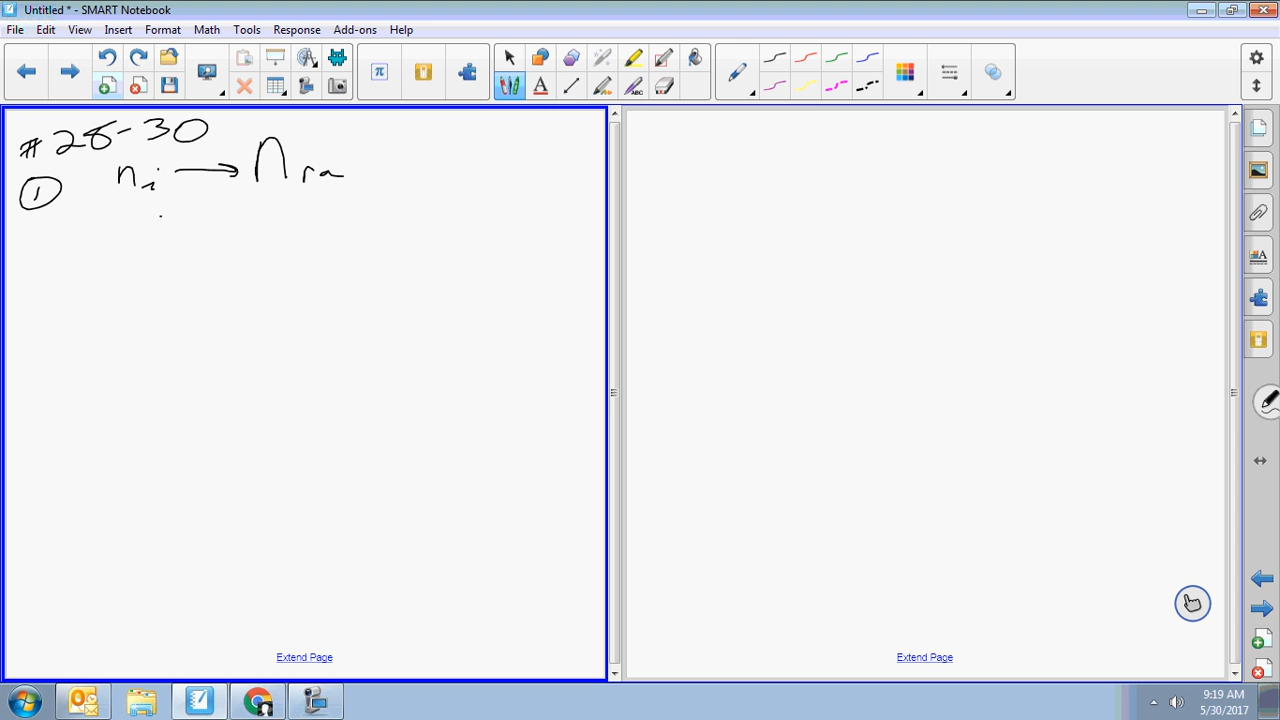 Untitled * - SMART Notebook
File Edit View Insert Format Math Tools Response Add-ons Help
#28-30
① nᵢ → n ra
Extend Page
Extend Page
9:19 AM
5/30/2017